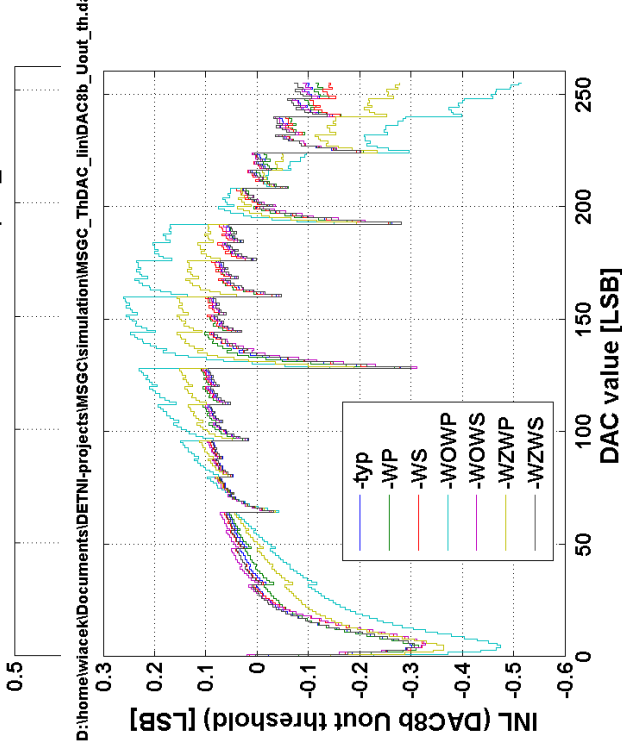 0.5
D:\home\wiacek\Documents\DETNI-projects\MSGC\simulation\MSGC_ThDAC_lin\DAC8b_Uout_th.da
INL (DAC8b Uout threshold) [LSB]
0.3
0.2
0.1
0
-0.1
-0.2
-0.3
-0.4
-0.5
-0.6
-typ
-WP
-WS
-WOWP
-WOWS
-WZWP
-WZWS
0
50
100
150
200
250
DAC value [LSB]